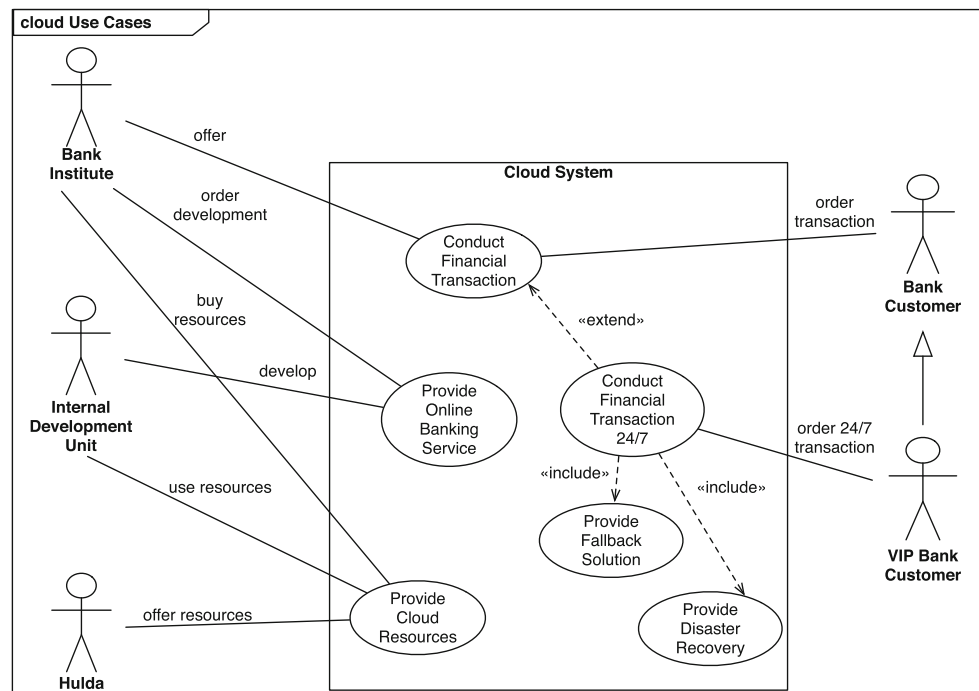 cloud Use Cases
Bank
Institute
offer
order
development
buy
resources
Cloud System
Conduct
Financial
Transaction
order
transaction
Bank
Customer
«extend»
Internal
Development
Unit
develop
Provide
Online
Banking
Service
Conduct
Financial
Transaction
24/7
order 24/7
transaction
VIP Bank
Customer
«include»
«include»
use resources
Provide
Fallback
Solution
Hulda
offer resources
Provide
Cloud
Resources
Provide
Disaster
Recovery